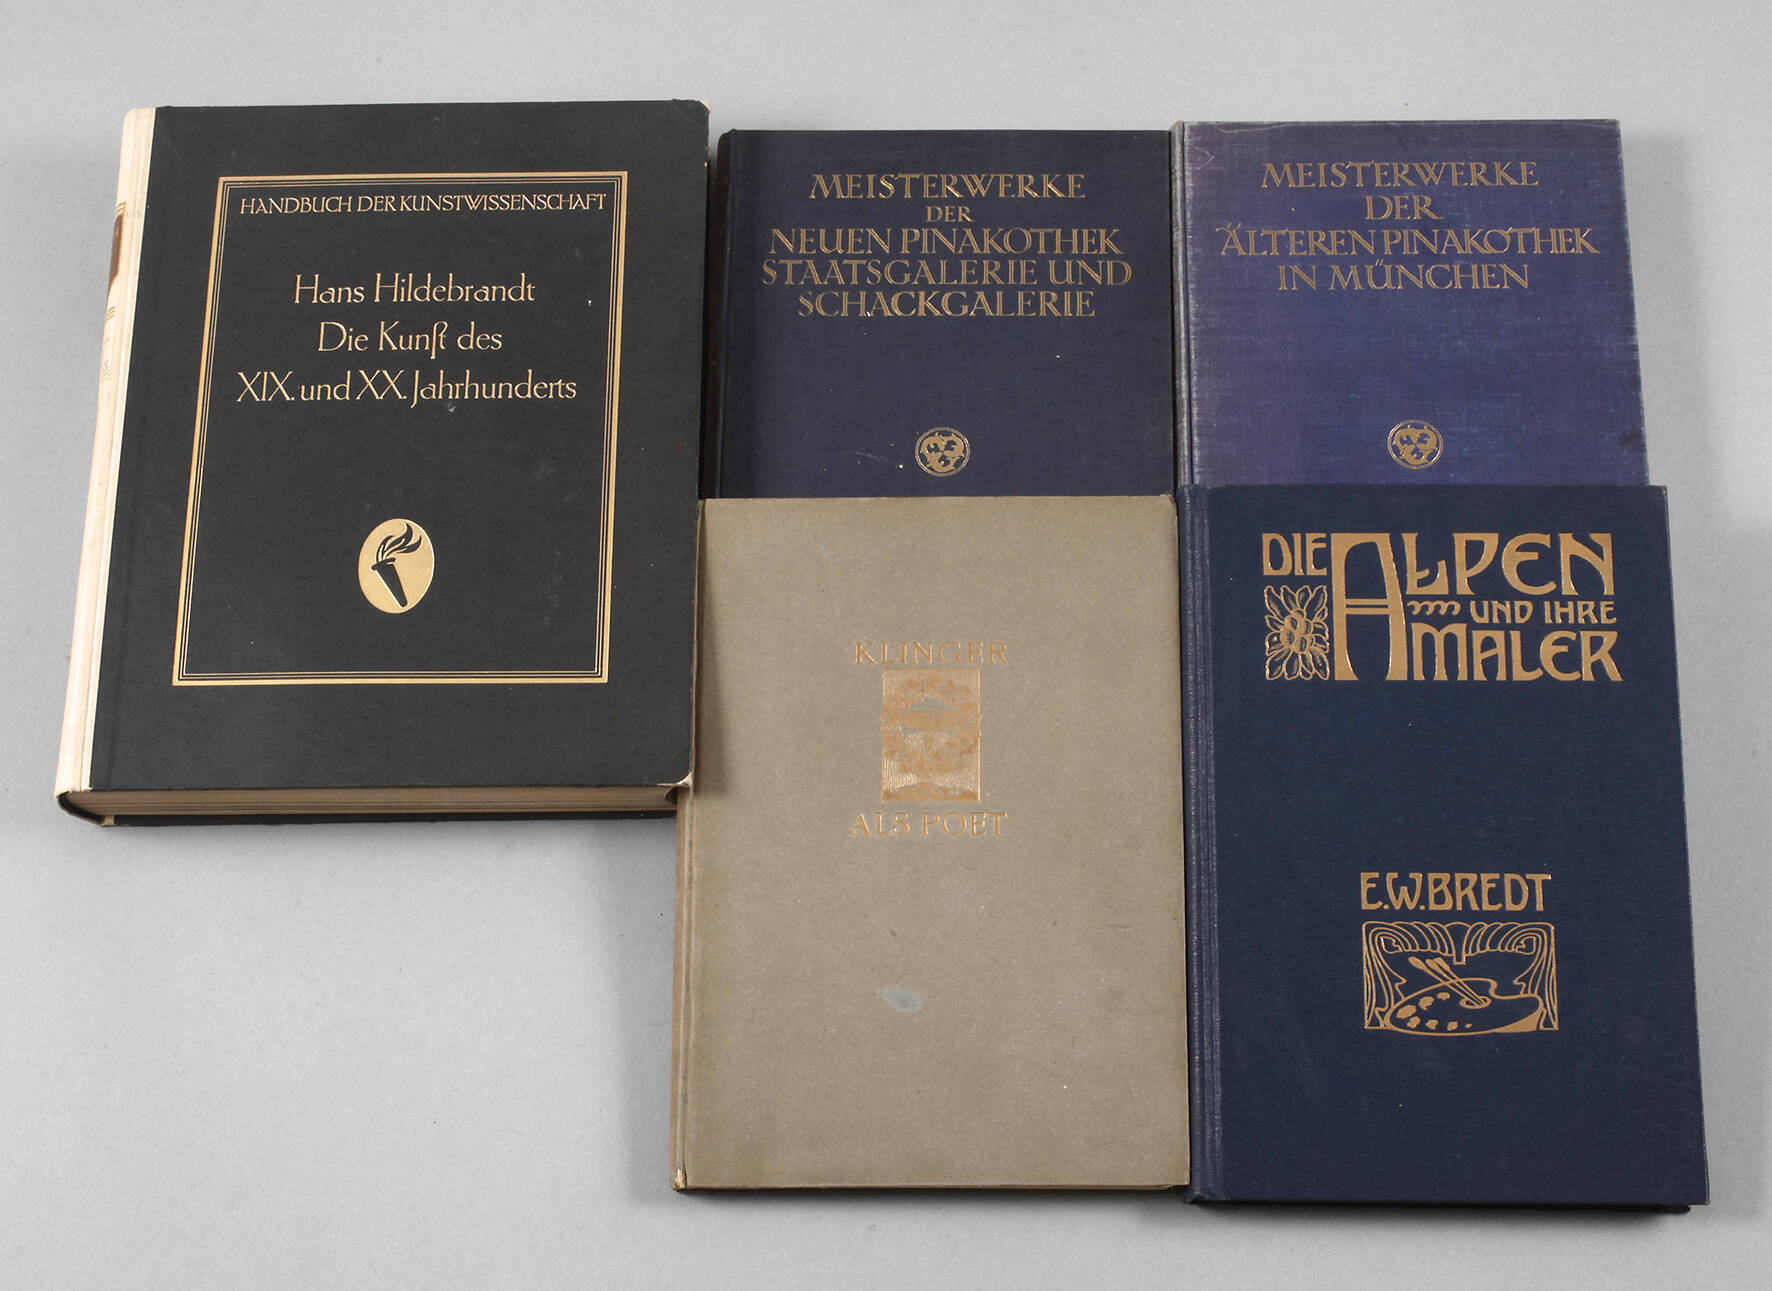 HANDBUCH DER KUNSTWISSENSCHAFT
Hans Hildebrandt
Die Kunſt des
XIX. und XX. Jahrhunderts
MEISTERWERKE
DER
NEUEN PINAKOTHEK
STAATSGALERIE UND
SCHACKGALERIE
MEISTERWERKE
DER
ÄLTEREN PINAKOTHEK
IN MÜNCHEN
KLINGER
ALS POET
DIE ALPEN
UND IHRE
MALER
E.W. BREDT